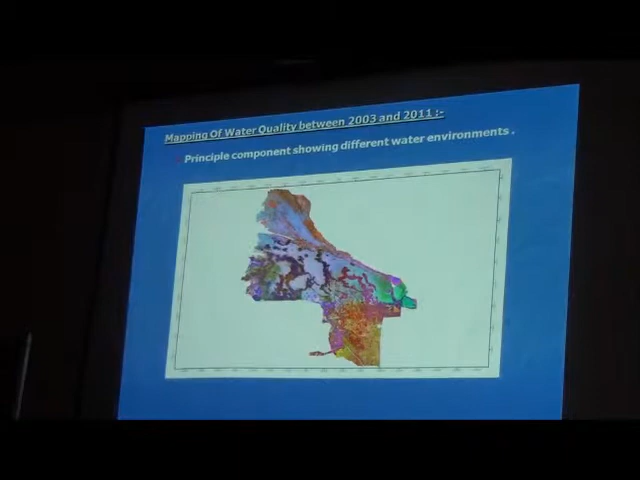 Mapping Of Water Quality between 2003 and 2011 :-
Principle component showing different water environments .